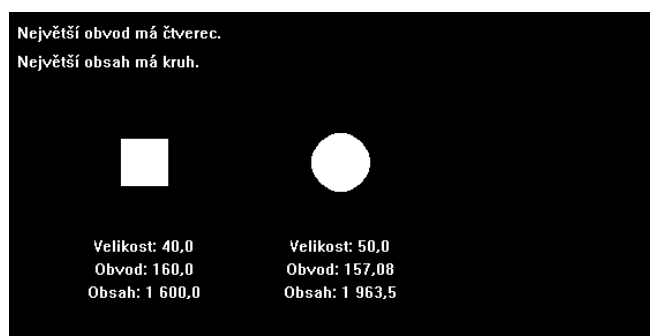 Největší obvod má čtverec.
Největší obsah má kruh.
Velikost: 40,0
Obvod: 160,0
Obsah: 1 600,0
Velikost: 50,0
Obvod: 157,08
Obsah: 1 963,5